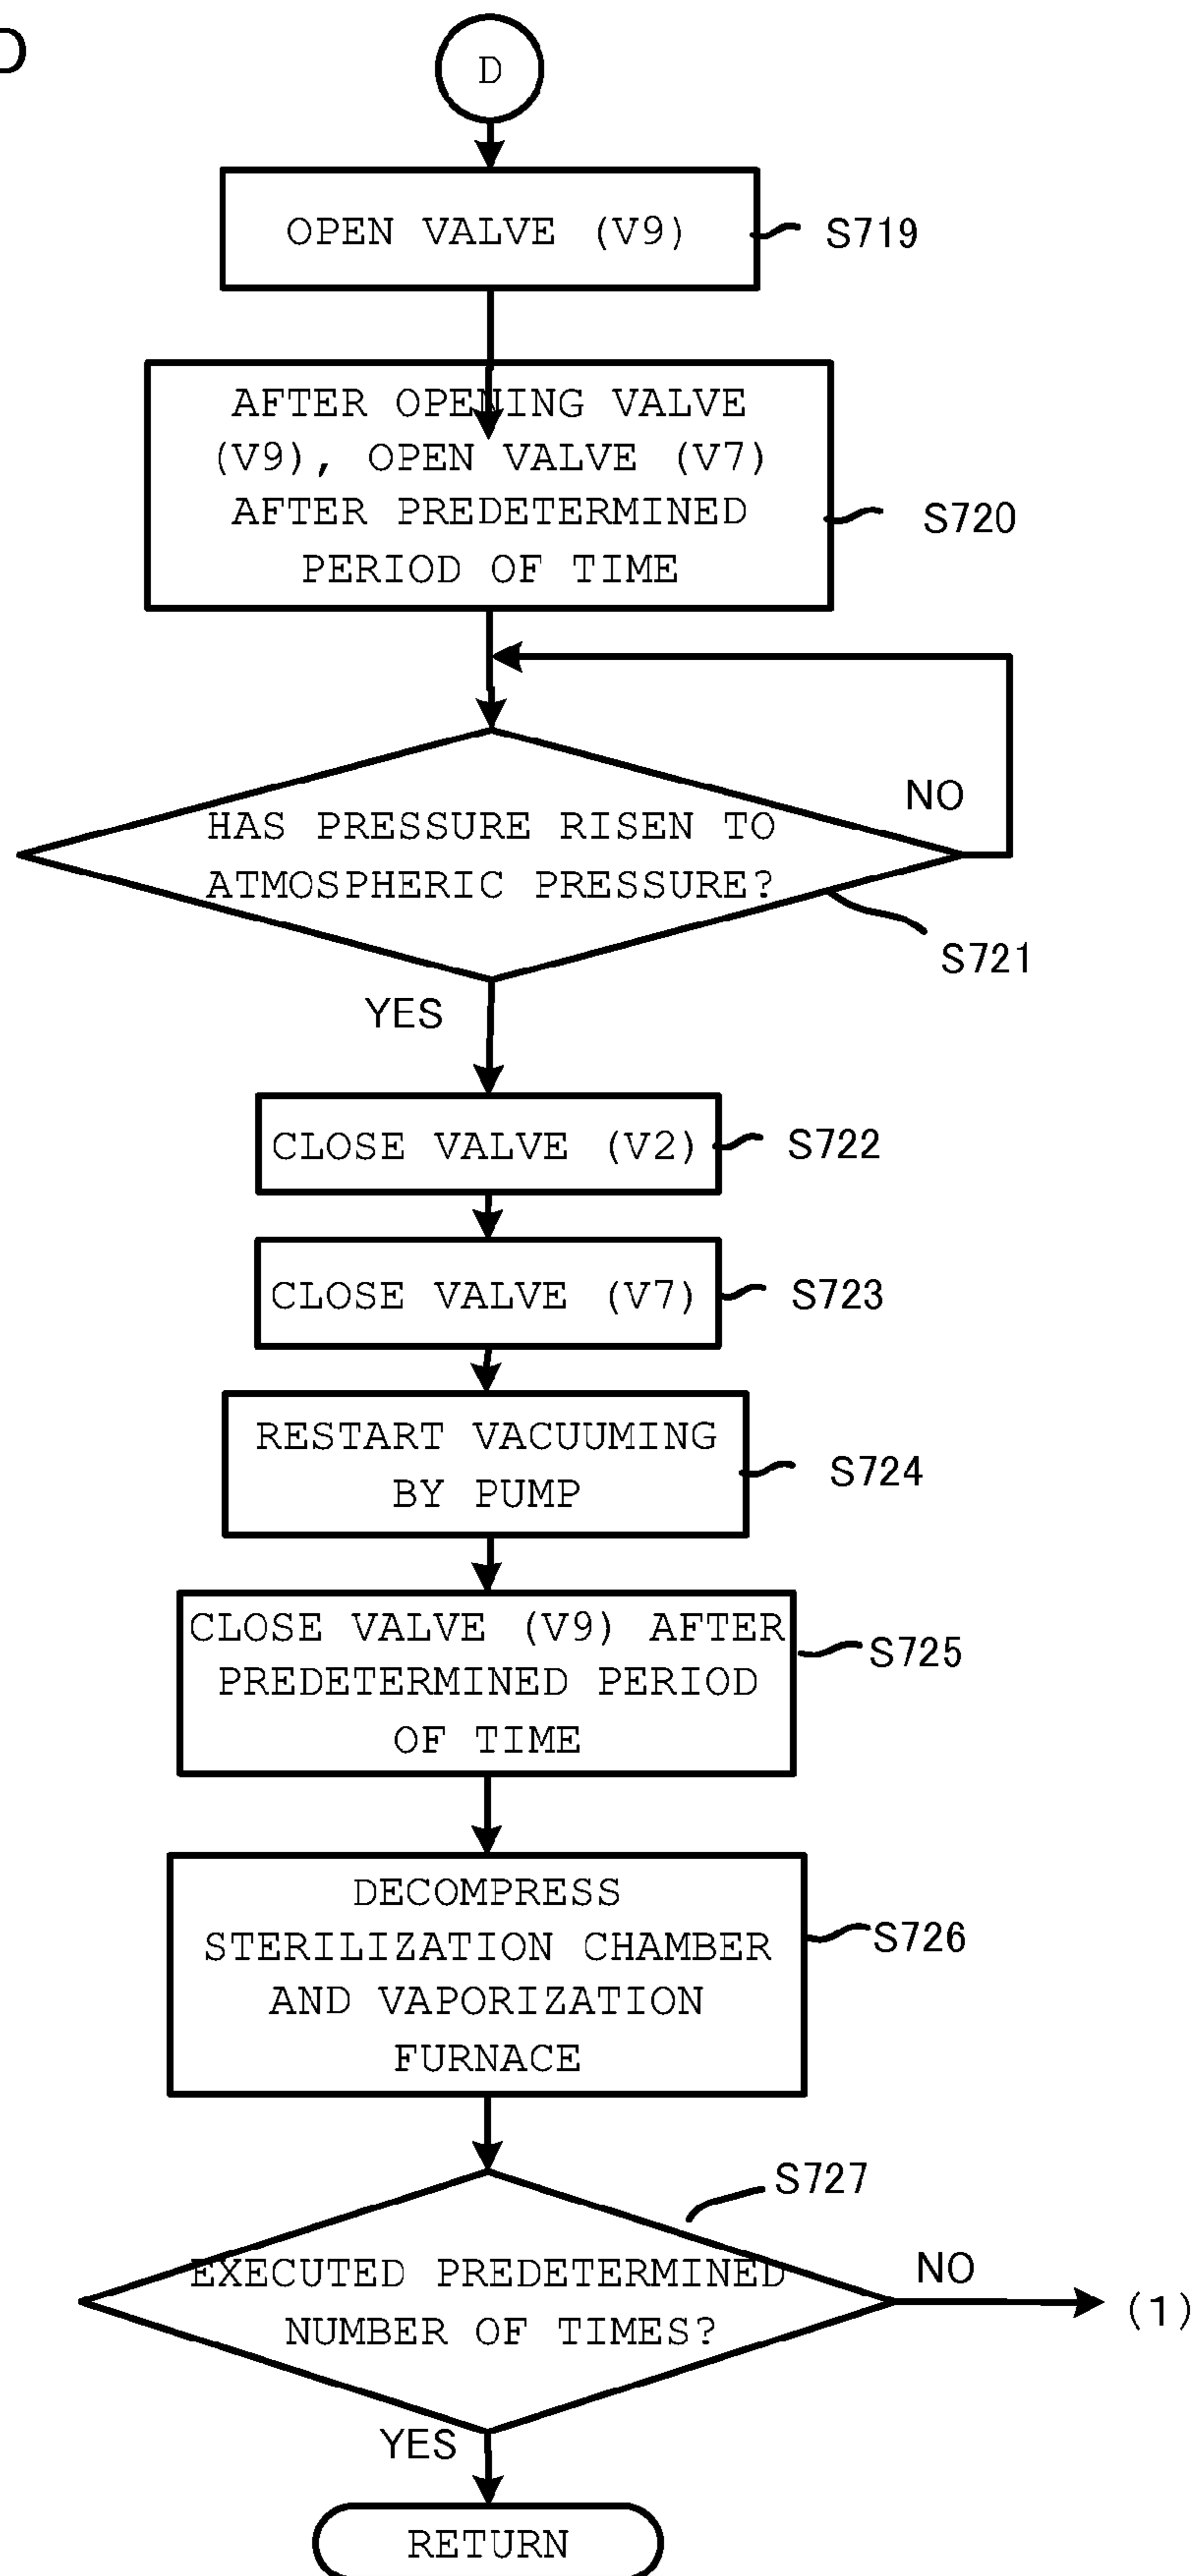 D
D
OPEN VALVE (V9)
S719
AFTER OPENING VALVE
(V9), OPEN VALVE (V7)
AFTER PREDETERMINED
PERIOD OF TIME
S720
NO
HAS PRESSURE RISEN TO
ATMOSPHERIC PRESSURE?
S721
YES
CLOSE VALVE (V2)
S722
CLOSE VALVE (V7)
S723
RESTART VACUUMING
BY PUMP
S724
CLOSE VALVE (V9) AFTER
PREDETERMINED PERIOD
OF TIME
S725
DECOMPRESS
STERILIZATION CHAMBER
AND VAPORIZATION
FURNACE
S726
S727
EXECUTED PREDETERMINED
NUMBER OF TIMES?
NO
(1)
YES
RETURN